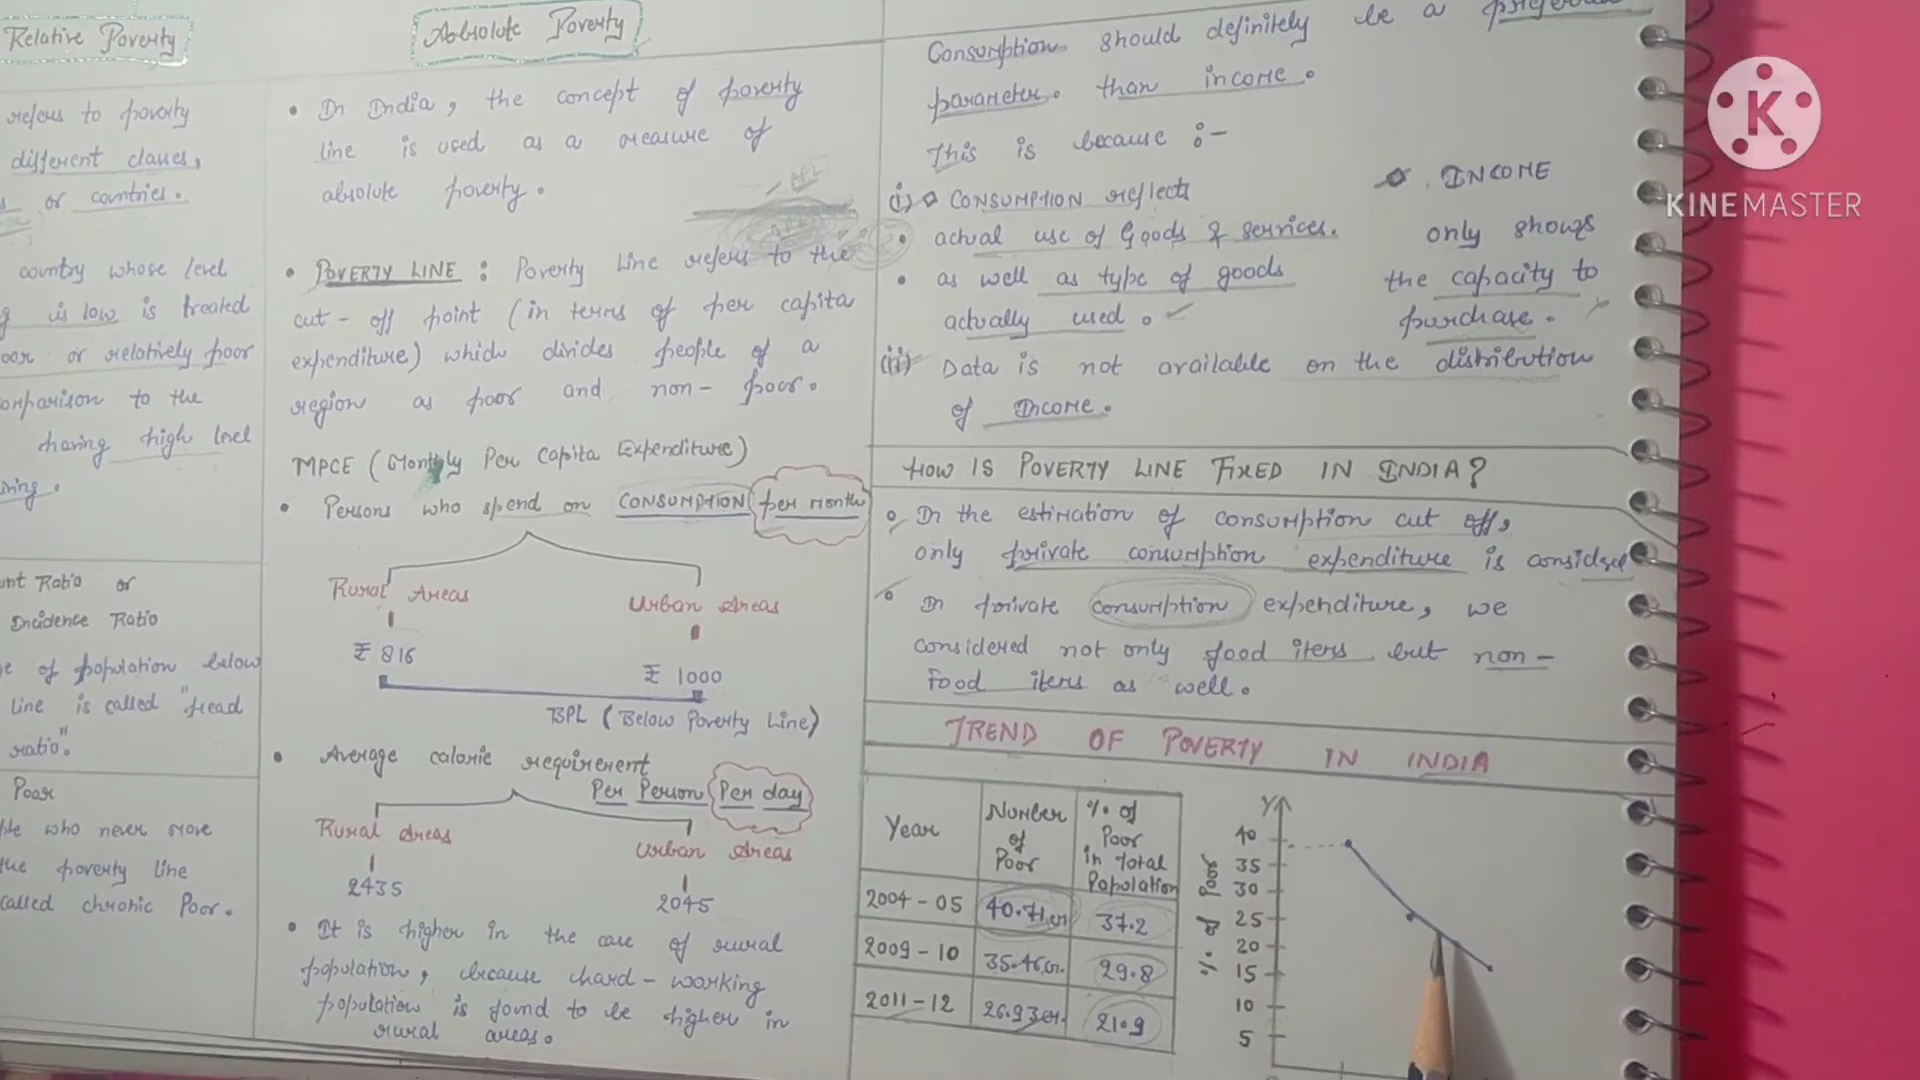 Relative Poverty
refers to poverty
different classes,
or countries.
country whose level
is low is treated
or relatively poor
comparison to the
having high level
Ratio or
Incidence Ratio
of population below
line is called "Head
ratio".
Poor
who never move
the poverty line
called chronic Poor.
Absolute Poverty
• In India, the concept of poverty
line is used as a measure of
absolute poverty.
• POVERTY LINE : Poverty Line refers to the
cut-off point (in terms of per capita
expenditure) which divides people of a
region as poor and non-poor.
MPCE (Monthly Per Capita Expenditure)
• Persons who spend on CONSUMPTION per month
Rural Areas
Urban Areas
₹ 816
₹ 1000
BPL (Below Poverty Line)
• Average calorie requirement
Per Person Per day
Rural Areas
Urban Areas
2435
2045
• It is higher in the case of rural
population, because hard-working
population is found to be higher in
rural areas.
Consumption should definitely be a
parameter than income.
This is because :-
(i) CONSUMPTION reflects
• actual use of Goods & services.
• as well as type of goods
actually used.
INCOME
only shows
the capacity to
purchase.
(ii) Data is not available on the distribution
of Income.
HOW IS POVERTY LINE FIXED IN INDIA?
In the estimation of consumption cut off,
only private consumption expenditure is considered
In private consumption expenditure, we
considered not only food items but non-
food items as well.
TREND OF POVERTY IN INDIA
Year Number of Poor % of Poor in Total Population
2004-05 40.71cr. 37.2
2009-10 35.46cr. 29.8
2011-12 26.93cr. 21.9
Y
% of Poor
40
35
30
25
20
15
10
5
K
KINEMASTER